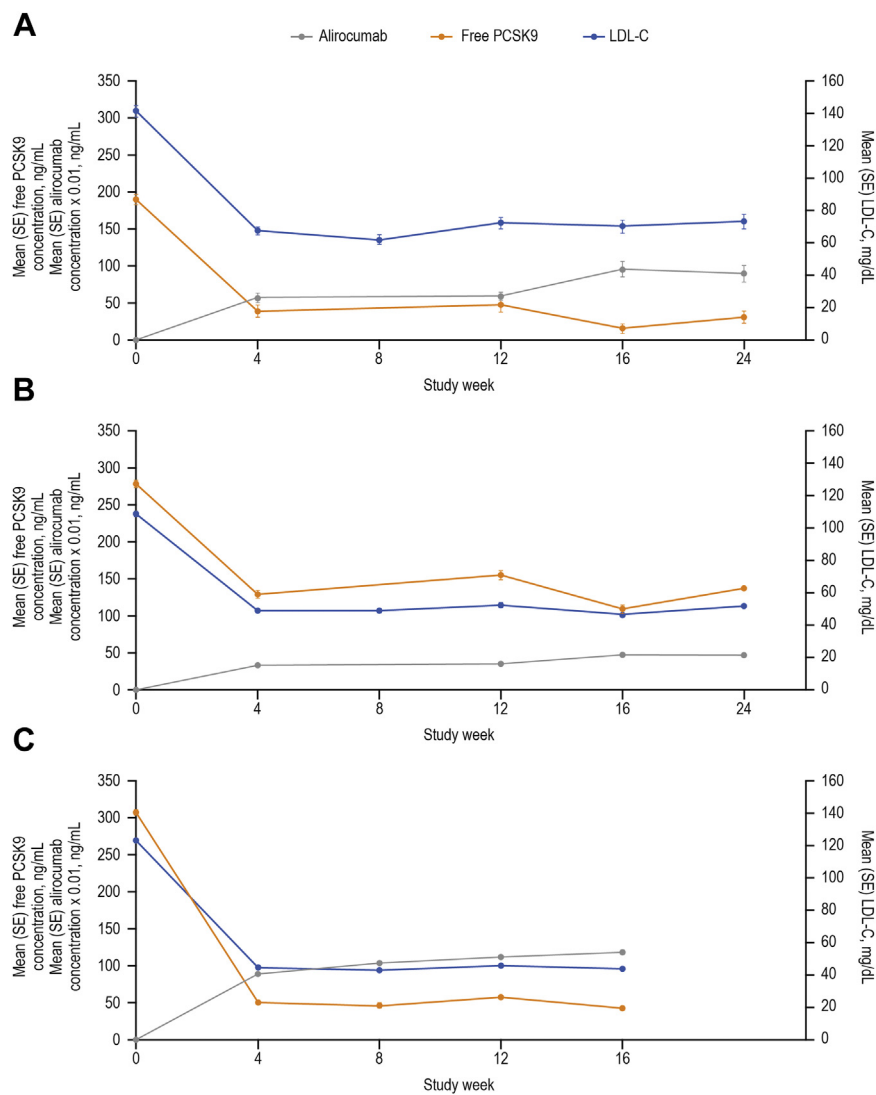 A
Alirocumab Free PCSK9 LDL-C
Mean (SE) free PCSK9
concentration, ng/mL
Mean (SE) alirocumab
concentration x 0.01, ng/mL
350
300
250
200
150
100
50
0
160
140
120
100
80
60
40
20
0
Mean (SE) LDL-C, mg/dL
0 4 8 12 16 24
Study week
B
Mean (SE) free PCSK9
concentration, ng/mL
Mean (SE) alirocumab
concentration x 0.01, ng/mL
350
300
250
200
150
100
50
0
160
140
120
100
80
60
40
20
0
Mean (SE) LDL-C, mg/dL
0 4 8 12 16 24
Study week
C
Mean (SE) free PCSK9
concentration, ng/mL
Mean (SE) alirocumab
concentration x 0.01, ng/mL
350
300
250
200
150
100
50
0
160
140
120
100
80
60
40
20
0
Mean (SE) LDL-C, mg/dL
0 4 8 12 16
Study week